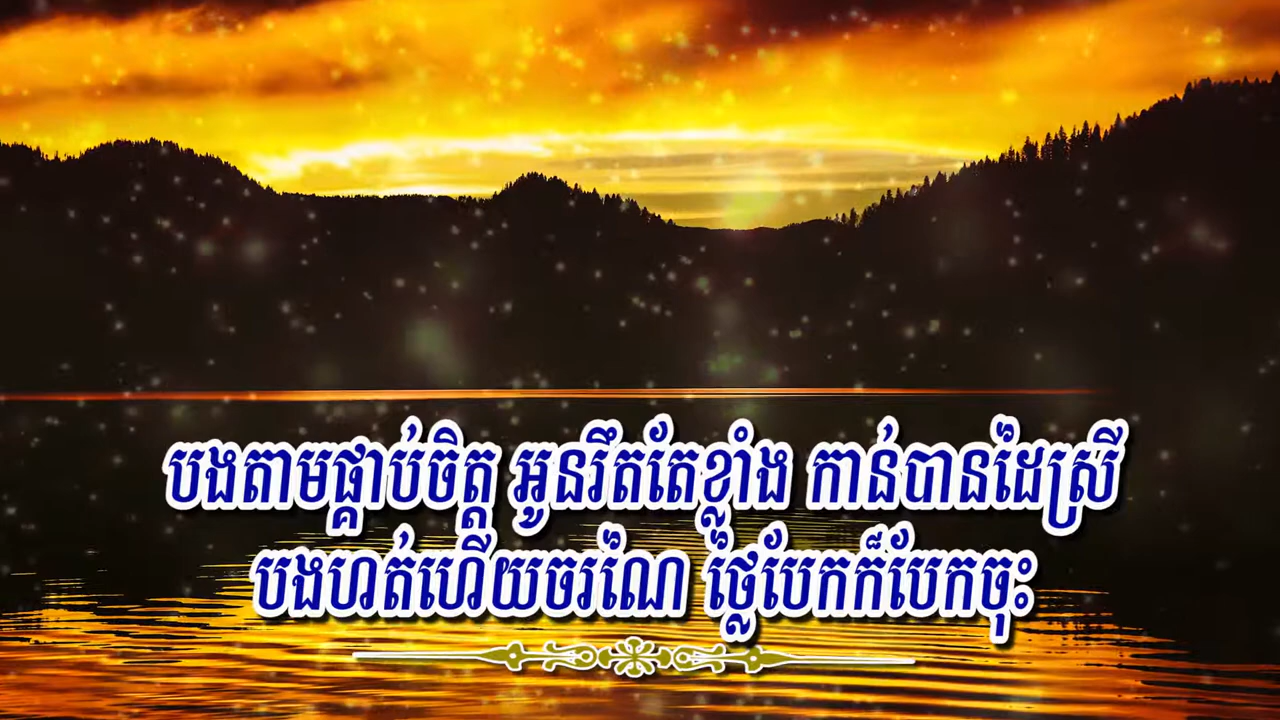 បងតាមផ្គាប់ចិត្ត អូនរឹតតែខ្លាំង កាន់បានដៃស្រី
បងហត់ហើយចរណៃ ថ្លៃបែកក៏បែកចុះ